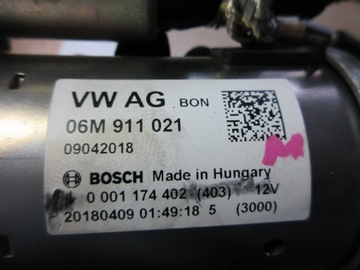 VW AG . BON
06M 911 021
09042018
BOSCH Made in Hungary
0 001 174 402 (403) 12V
20180409 01:49:18 5 (3000)
M